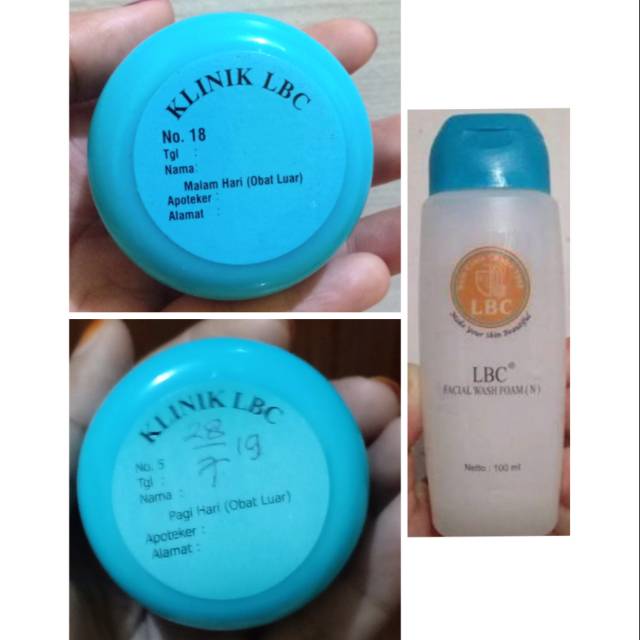 KLINIK LBC
No. 18
Tgl :
Nama :
Malam Hari (Obat Luar)
Apoteker :
Alamat :
KLINIK LBC
28/7 19
No. 5
Tgl :
Nama :
Pagi Hari (Obat Luar)
Apoteker :
Alamat :
LBC
Make Your Skin Beautiful
LBC®
FACIAL WASH FOAM ( N )
Netto : 100 ml